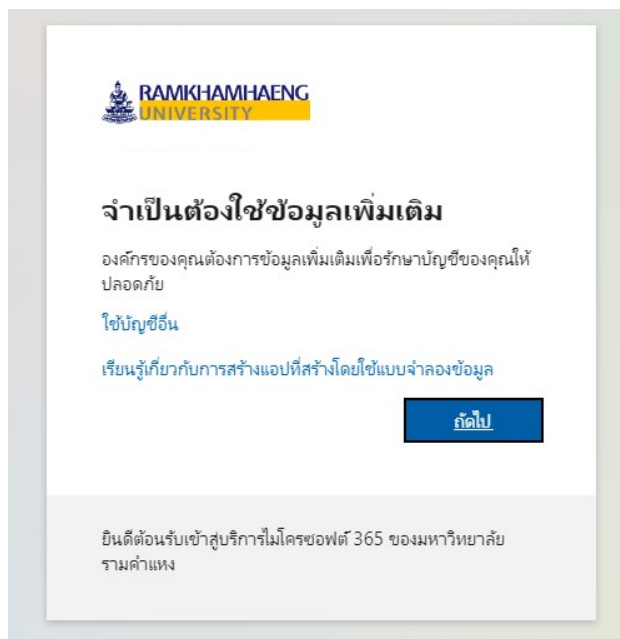 RAMKHAMHAENG
UNIVERSITY
จำเป็นต้องใช้ข้อมูลเพิ่มเติม
องค์กรของคุณต้องการข้อมูลเพิ่มเติมเพื่อรักษาบัญชีของคุณให้
ปลอดภัย
ใช้บัญชีอื่น
เรียนรู้เกี่ยวกับการสร้างแอปที่สร้างโดยใช้แบบจำลองข้อมูล
ถัดไป
ยินดีต้อนรับเข้าสู่บริการไมโครซอฟต์ 365 ของมหาวิทยาลัย
รามคำแหง